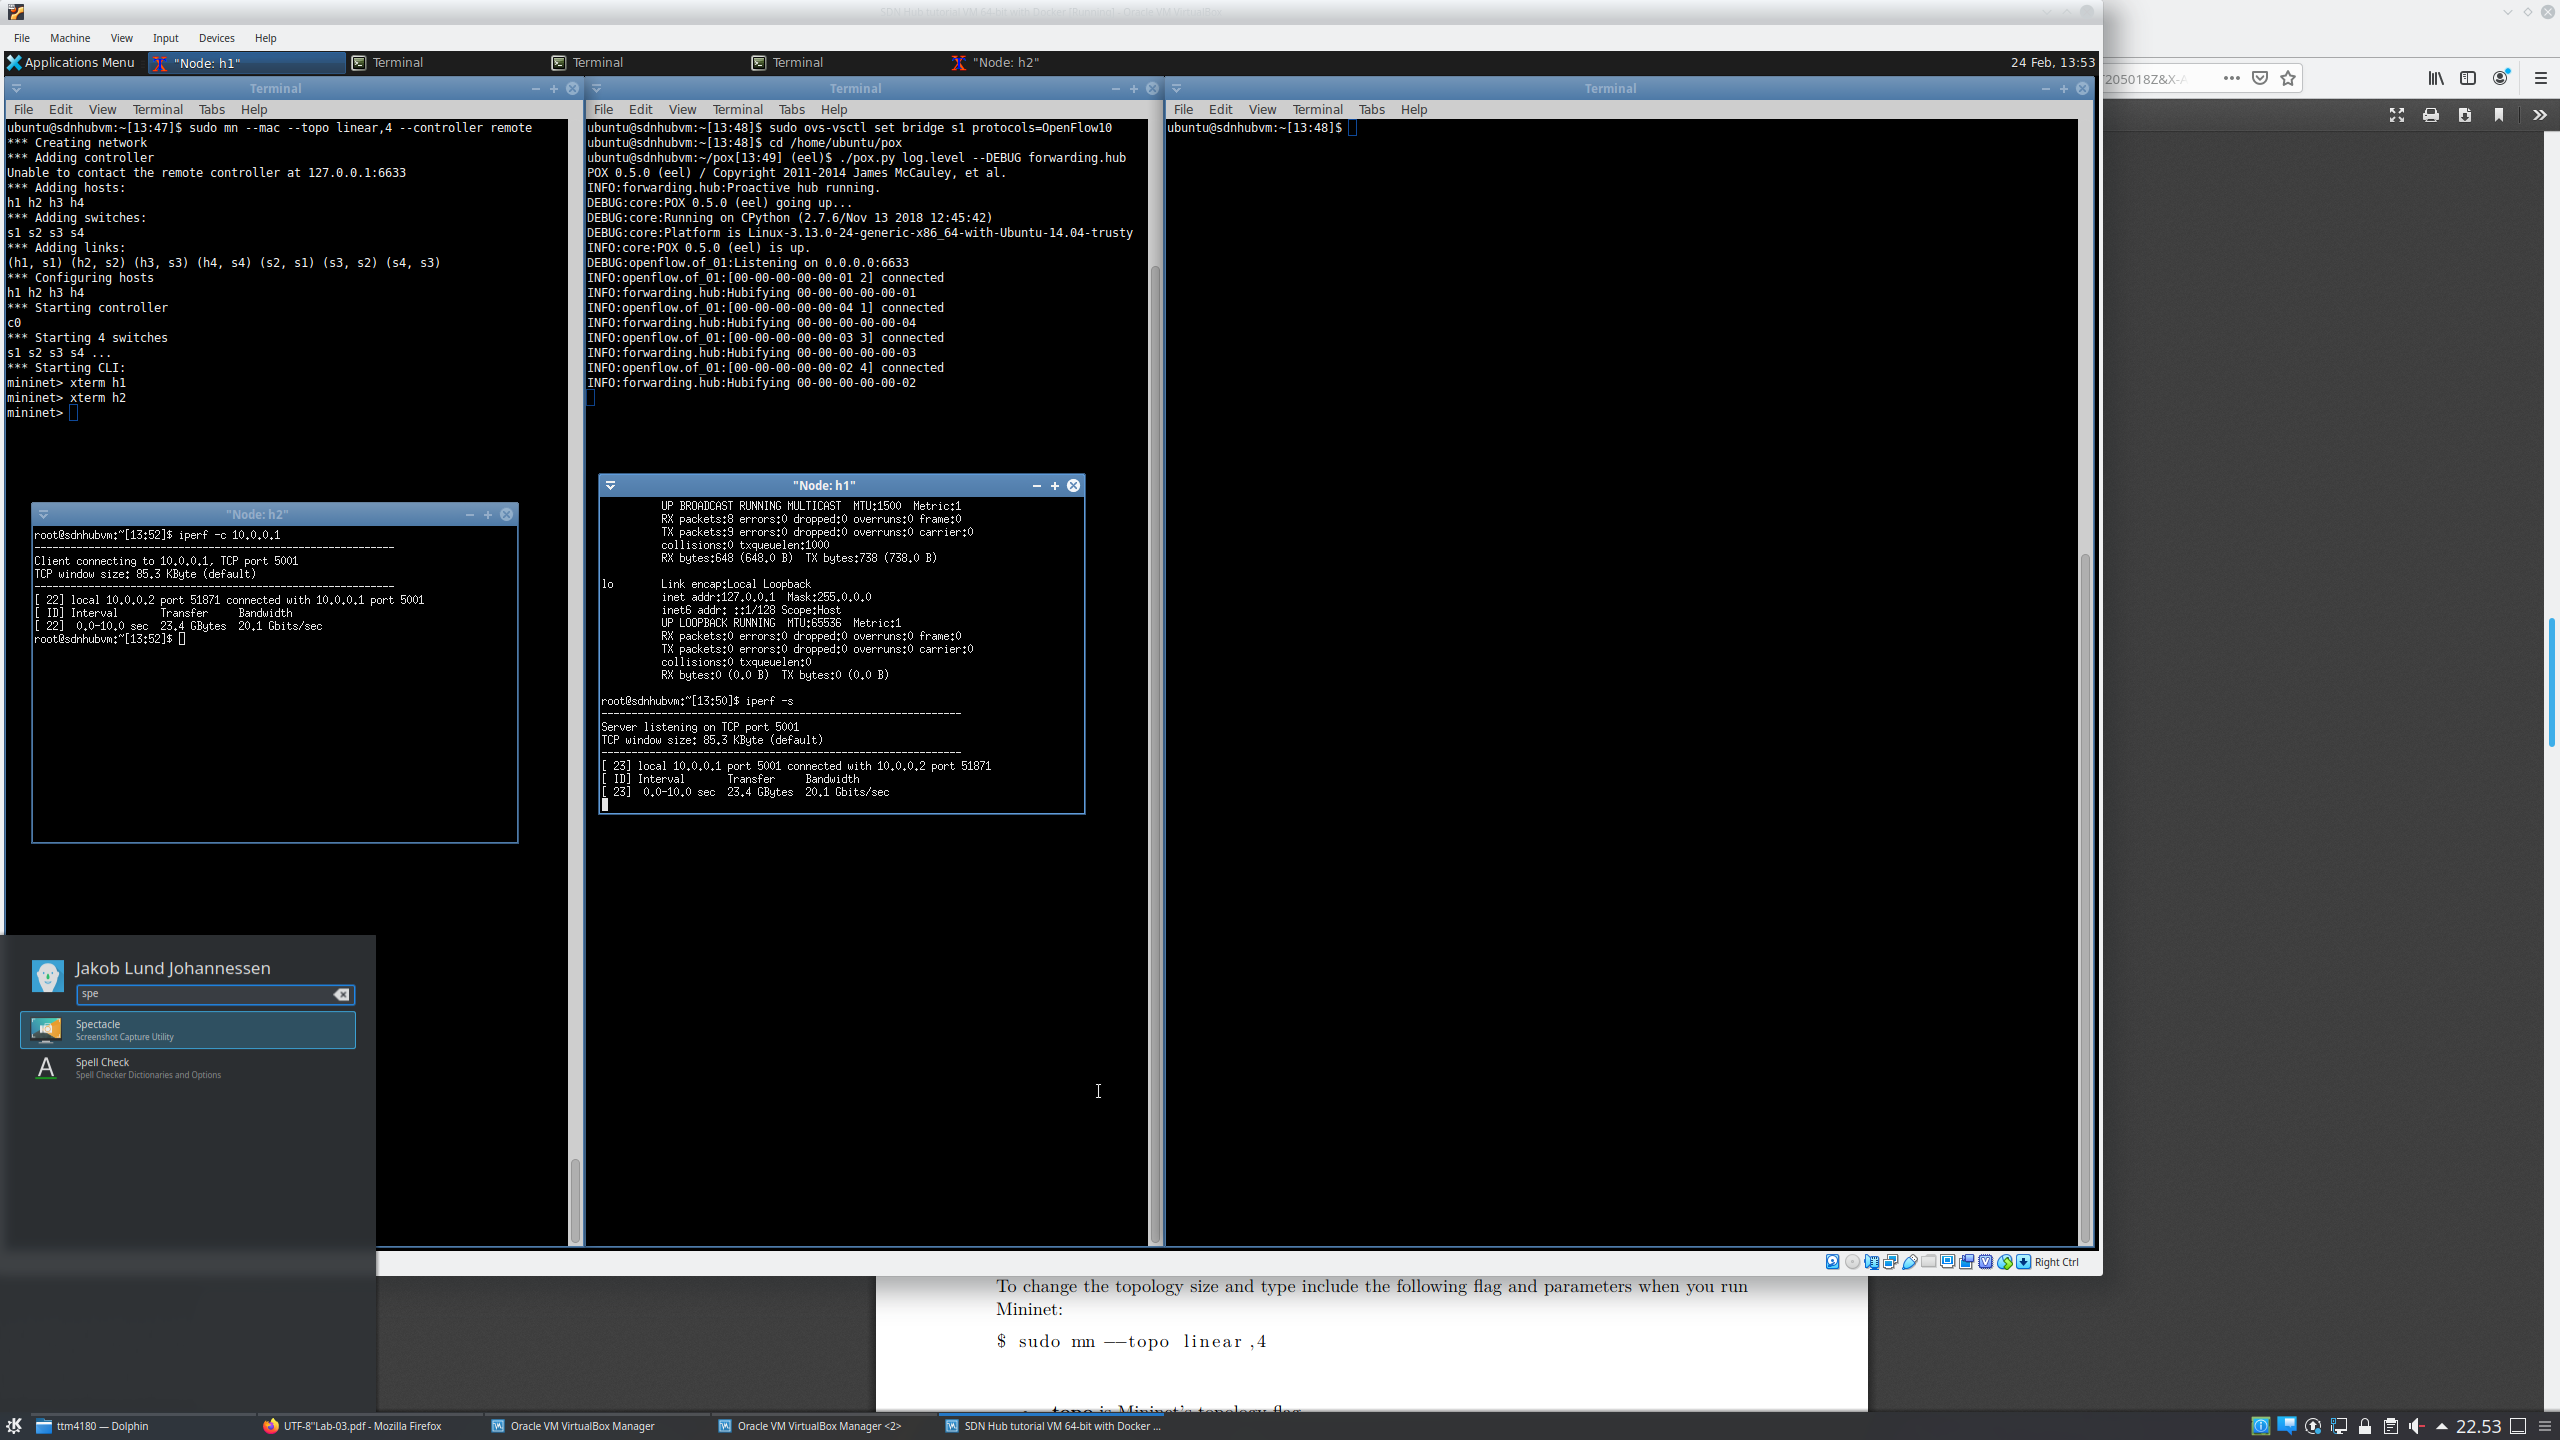 SDN Hub tutorial VM 64-bit with Docker [Running] - Oracle VM VirtualBox
File Machine View Input Devices Help
Applications Menu "Node: h1" Terminal Terminal Terminal "Node: h2" 24 Feb, 13:53
205018Z&X-A
Terminal
File Edit View Terminal Tabs Help
ubuntu@sdnhubvm:~[13:47]$ sudo mn --mac --topo linear,4 --controller remote
*** Creating network
*** Adding controller
Unable to contact the remote controller at 127.0.0.1:6633
*** Adding hosts:
h1 h2 h3 h4
*** Adding switches:
s1 s2 s3 s4
*** Adding links:
(h1, s1) (h2, s2) (h3, s3) (h4, s4) (s2, s1) (s3, s2) (s4, s3)
*** Configuring hosts
h1 h2 h3 h4
*** Starting controller
c0
*** Starting 4 switches
s1 s2 s3 s4 ...
*** Starting CLI:
mininet> xterm h1
mininet> xterm h2
mininet>
"Node: h2"
root@sdnhubvm:~[13:52]$ iperf -c 10.0.0.1
------------------------------------------------------------
Client connecting to 10.0.0.1, TCP port 5001
TCP window size: 85.3 KByte (default)
------------------------------------------------------------
[ 22] local 10.0.0.2 port 51871 connected with 10.0.0.1 port 5001
[ ID] Interval Transfer Bandwidth
[ 22] 0.0-10.0 sec 23.4 GBytes 20.1 Gbits/sec
root@sdnhubvm:~[13:52]$
Terminal
File Edit View Terminal Tabs Help
ubuntu@sdnhubvm:~[13:48]$ sudo ovs-vsctl set bridge s1 protocols=OpenFlow10
ubuntu@sdnhubvm:~[13:48]$ cd /home/ubuntu/pox
ubuntu@sdnhubvm:~/pox[13:49] (eel)$ ./pox.py log.level --DEBUG forwarding.hub
POX 0.5.0 (eel) / Copyright 2011-2014 James McCauley, et al.
INFO:forwarding.hub:Proactive hub running.
DEBUG:core:POX 0.5.0 (eel) going up...
DEBUG:core:Running on CPython (2.7.6/Nov 13 2018 12:45:42)
DEBUG:core:Platform is Linux-3.13.0-24-generic-x86_64-with-Ubuntu-14.04-trusty
INFO:core:POX 0.5.0 (eel) is up.
DEBUG:openflow.of_01:Listening on 0.0.0.0:6633
INFO:openflow.of_01:[00-00-00-00-00-01 2] connected
INFO:forwarding.hub:Hubifying 00-00-00-00-00-01
INFO:openflow.of_01:[00-00-00-00-00-04 1] connected
INFO:forwarding.hub:Hubifying 00-00-00-00-00-04
INFO:openflow.of_01:[00-00-00-00-00-03 3] connected
INFO:forwarding.hub:Hubifying 00-00-00-00-00-03
INFO:openflow.of_01:[00-00-00-00-00-02 4] connected
INFO:forwarding.hub:Hubifying 00-00-00-00-00-02
"Node: h1"
UP BROADCAST RUNNING MULTICAST MTU:1500 Metric:1
RX packets:8 errors:0 dropped:0 overruns:0 frame:0
TX packets:9 errors:0 dropped:0 overruns:0 carrier:0
collisions:0 txqueuelen:1000
RX bytes:648 (648.0 B) TX bytes:738 (738.0 B)
lo Link encap:Local Loopback
inet addr:127.0.0.1 Mask:255.0.0.0
inet6 addr: ::1/128 Scope:Host
UP LOOPBACK RUNNING MTU:65536 Metric:1
RX packets:0 errors:0 dropped:0 overruns:0 frame:0
TX packets:0 errors:0 dropped:0 overruns:0 carrier:0
collisions:0 txqueuelen:0
RX bytes:0 (0.0 B) TX bytes:0 (0.0 B)
root@sdnhubvm:~[13:50]$ iperf -s
------------------------------------------------------------
Server listening on TCP port 5001
TCP window size: 85.3 KByte (default)
------------------------------------------------------------
[ 23] local 10.0.0.1 port 5001 connected with 10.0.0.2 port 51871
[ ID] Interval Transfer Bandwidth
[ 23] 0.0-10.0 sec 23.4 GBytes 20.1 Gbits/sec
Terminal
File Edit View Terminal Tabs Help
ubuntu@sdnhubvm:~[13:48]$
Jakob Lund Johannessen
spe
Spectacle
Screenshot Capture Utility
Spell Check
Spell Checker Dictionaries and Options
Right Ctrl
To change the topology size and type include the following flag and parameters when you run
Mininet:
$ sudo mn —topo linear ,4
topo is Mininet's topology flag
ttm4180 — Dolphin UTF-8''Lab-03.pdf - Mozilla Firefox Oracle VM VirtualBox Manager Oracle VM VirtualBox Manager <2> SDN Hub tutorial VM 64-bit with Docker ... 22.53